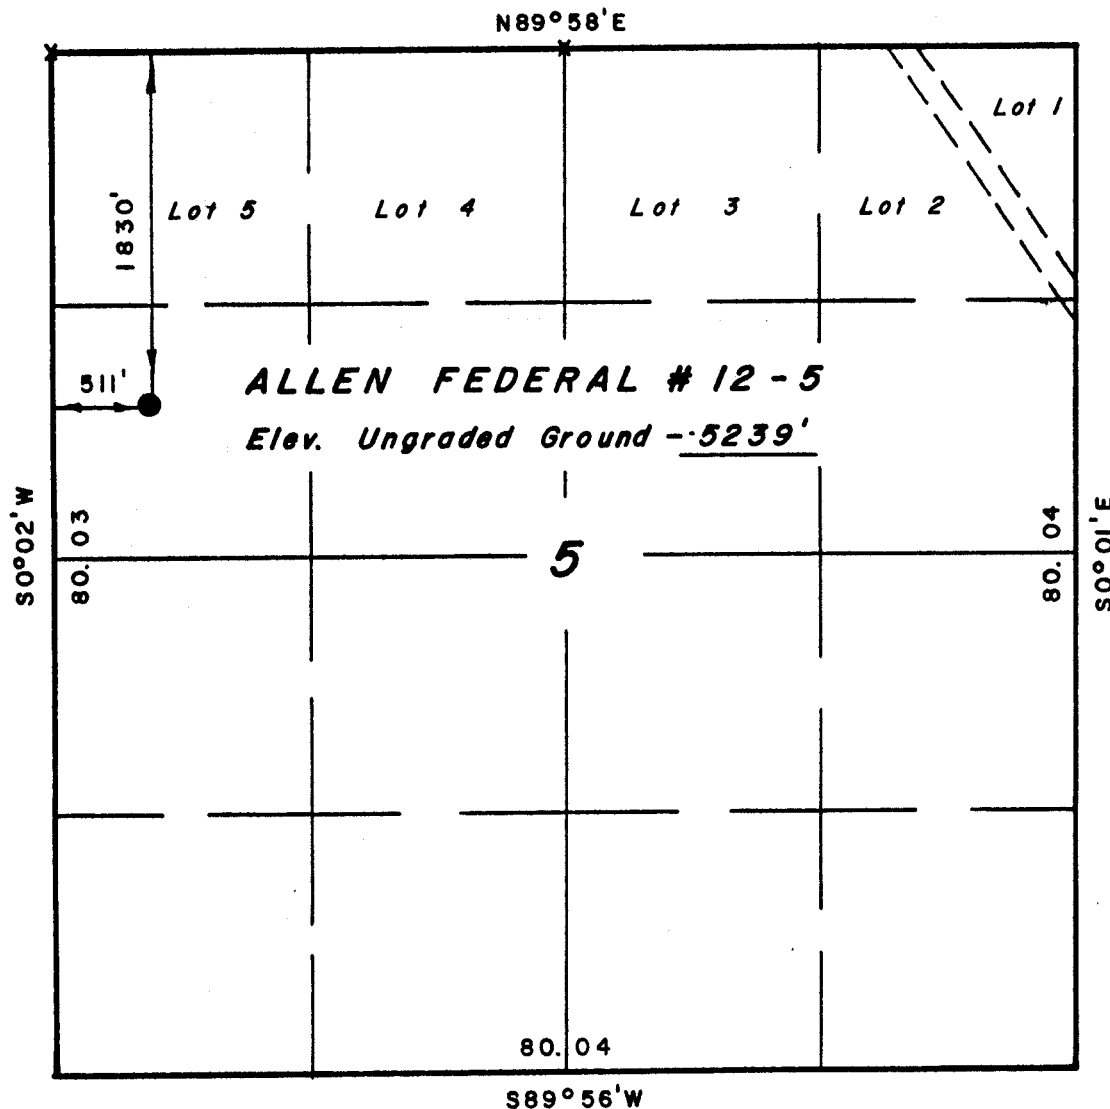 N89°58'E
Lot 1
1830'
Lot 5
Lot 4
Lot 3
Lot 2
511'
ALLEN FEDERAL # 12-5
Elev. Ungraded Ground - 5239'
S0°02'W
80.03
5
80.04
S0°01'E
80.04
S89°56'W